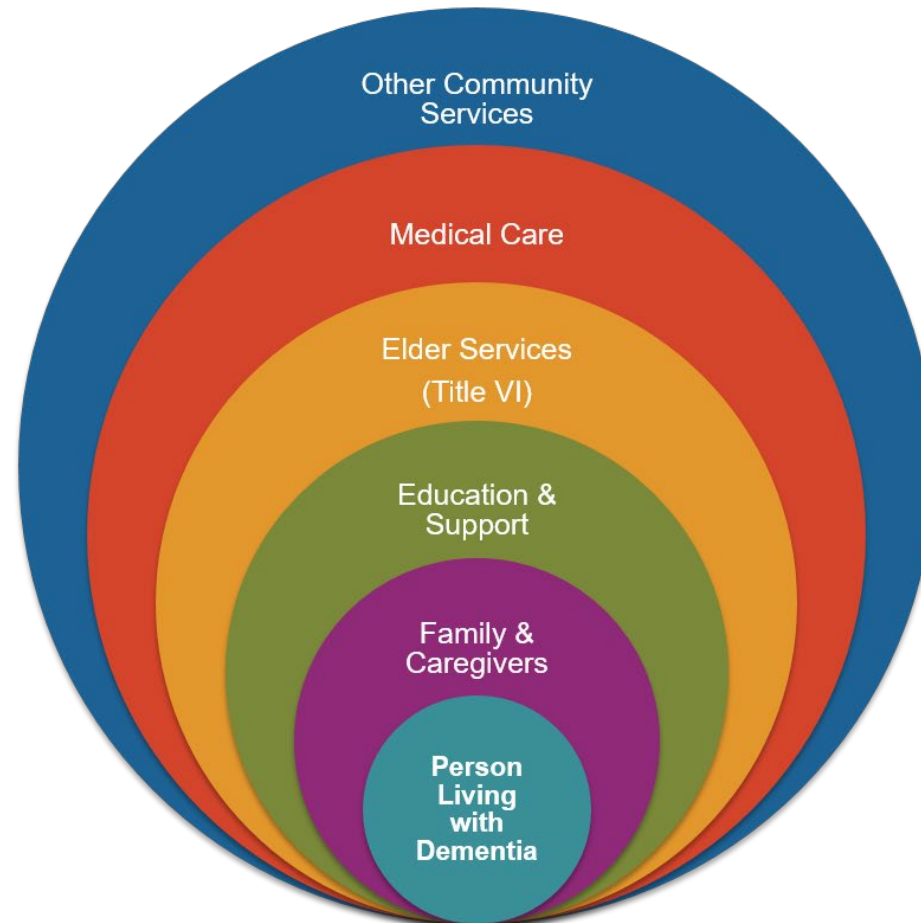 Other Community
Services
Medical Care
Elder Services
(Title VI)
Education &
Support
Family &
Caregivers
Person
Living
with
Dementia